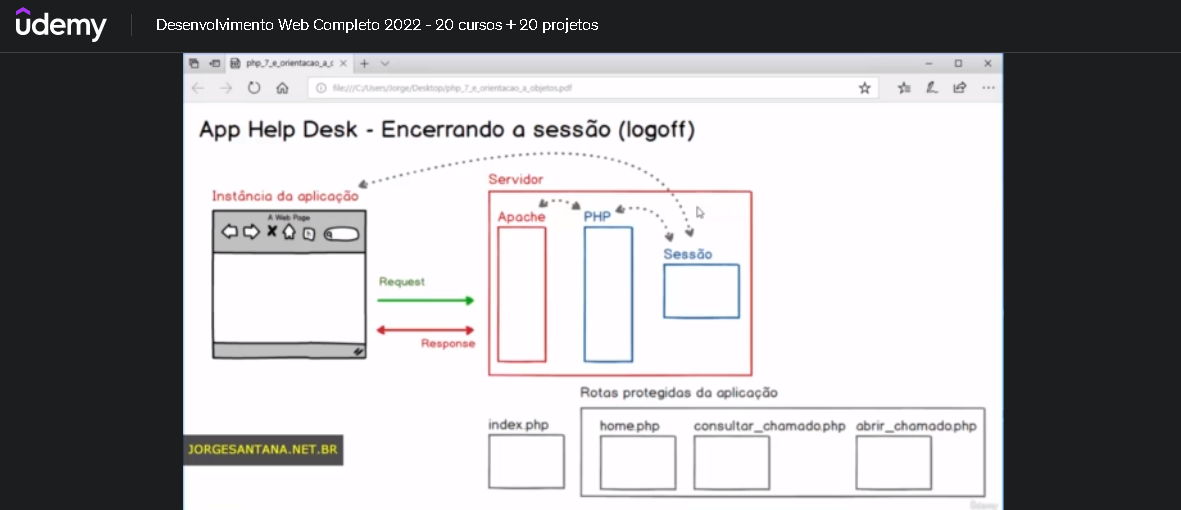 ûdemy
Desenvolvimento Web Completo 2022 - 20 cursos + 20 projetos
php_7_e_orientacao_a_c
file:///C:/Users/Jorge/Desktop/php_7_e_orientacao_a_objetos.pdf
App Help Desk - Encerrando a sessão (logoff)
Instância da aplicação
A Web Page
Servidor
Apache
PHP
Sessão
Request
Response
Rotas protegidas da aplicação
index.php
home.php
consultar_chamado.php
abrir_chamado.php
JORGESANTANA.NET.BR
ûdemy